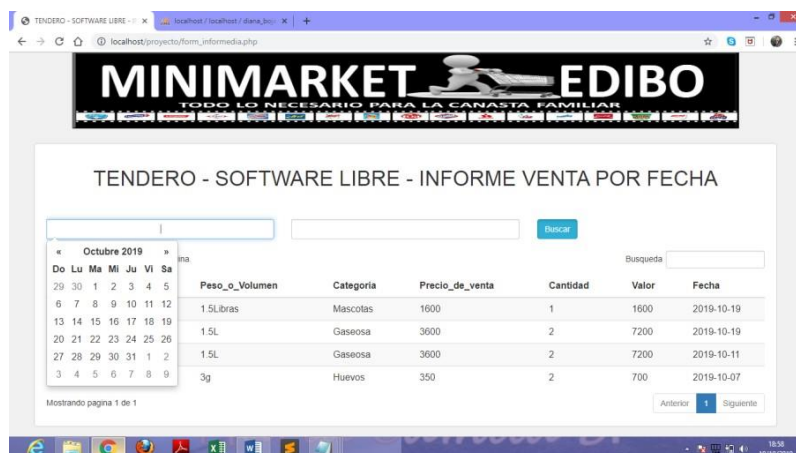 TENDERO - SOFTWARE LIBRE -
localhost / localhost / diana_
localhost/proyecto/form_informedia.php
MINIMARKET EDIBO
TODO LO NECESARIO PARA LA CANASTA FAMILIAR
TENDERO - SOFTWARE LIBRE - INFORME VENTA POR FECHA
Buscar
« Octubre 2019 »
Do Lu Ma Mi Ju Vi Sa
29 30 1 2 3 4 5
6 7 8 9 10 11 12
13 14 15 16 17 18 19
20 21 22 23 24 25 26
27 28 29 30 31 1 2
3 4 5 6 7 8 9
ina
Busqueda
Peso_o_Volumen Categoria Precio_de_venta Cantidad Valor Fecha
1.5Libras Mascotas 1600 1 1600 2019-10-19
1.5L Gaseosa 3600 2 7200 2019-10-19
1.5L Gaseosa 3600 2 7200 2019-10-11
3g Huevos 350 2 700 2019-10-07
Mostrando pagina 1 de 1
Anterior 1 Siguiente
18:58